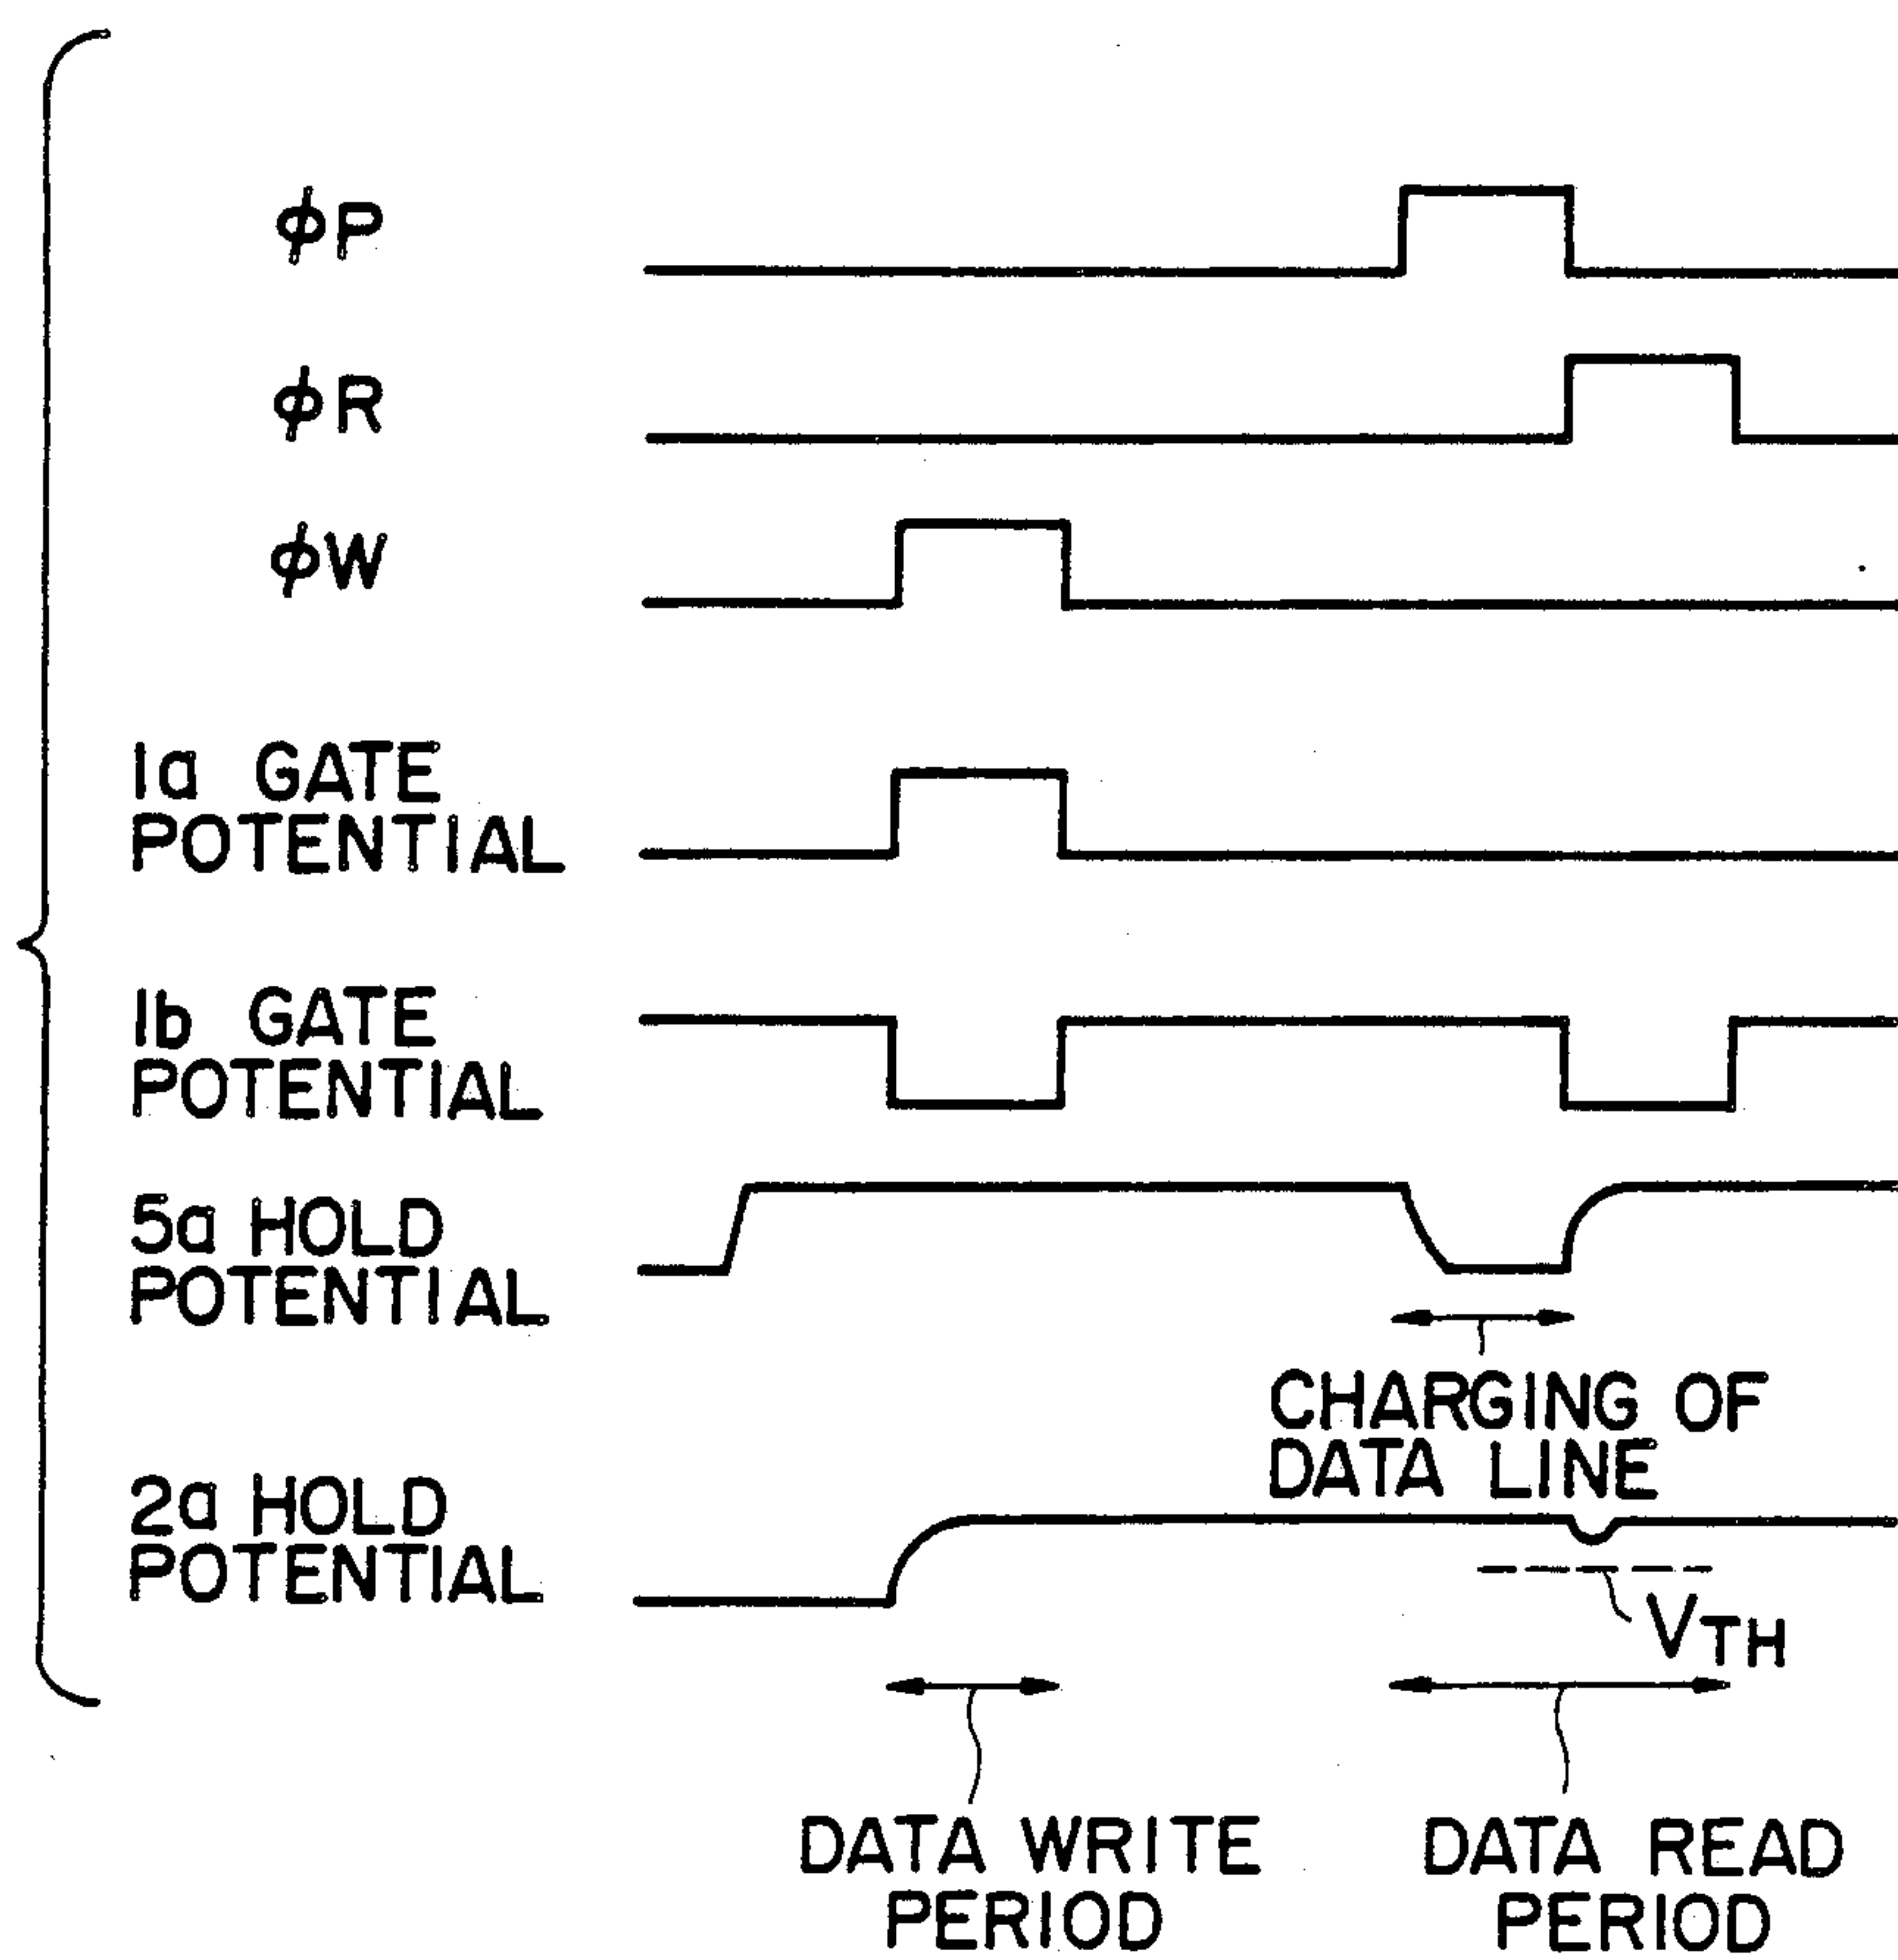 ϕP
ϕR
ϕW
1a GATE
POTENTIAL
1b GATE
POTENTIAL
5a HOLD
POTENTIAL
CHARGING OF
DATA LINE
2a HOLD
POTENTIAL
VTH
DATA WRITE
PERIOD
DATA READ
PERIOD